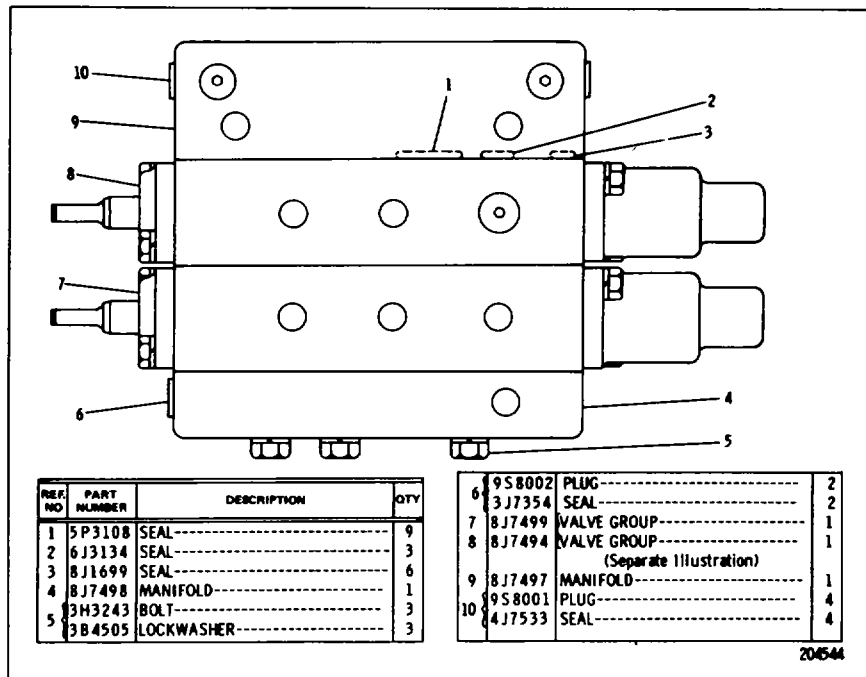 10
1
2
9
3
8
7
6
4
5
REF. NO PART NUMBER DESCRIPTION QTY
1 5P3108 SEAL 9
2 6J3134 SEAL 3
3 8J1699 SEAL 6
4 8J7498 MANIFOLD 1
5 3H3243 BOLT 3
3B4505 LOCKWASHER 3
6 9S8002 PLUG 2
3J7354 SEAL 2
7 8J7499 VALVE GROUP 1
8 8J7494 VALVE GROUP 1
(Separate Illustration)
9 8J7497 MANIFOLD 1
10 9S8001 PLUG 4
4J7533 SEAL 4
204544